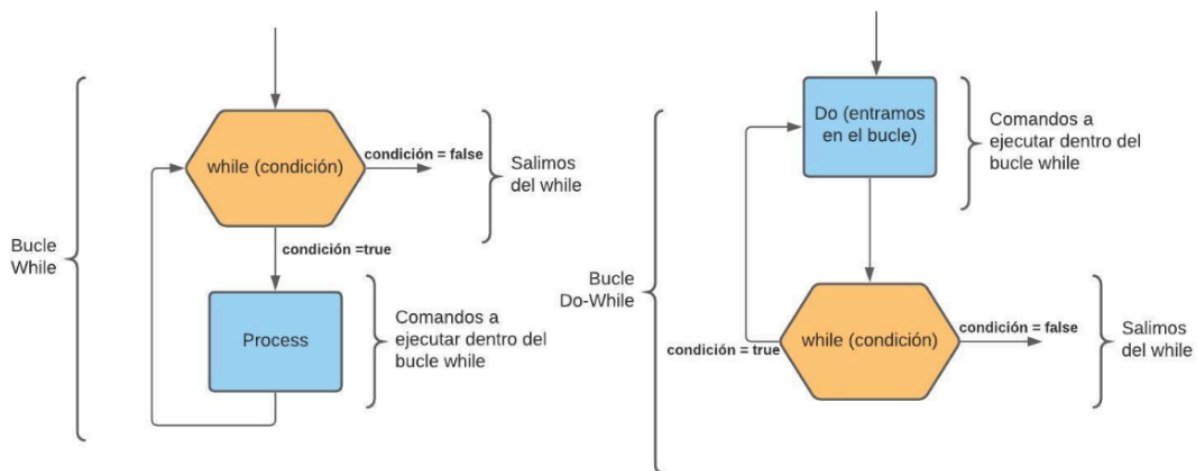 Bucle
While
while (condición)
condición = false
Salimos
del while
condición =true
Process
Comandos a
ejecutar dentro del
bucle while
Bucle
Do-While
Do (entramos
en el bucle)
Comandos a
ejecutar dentro del
bucle while
while (condición)
condición = true
condición = false
Salimos
del while